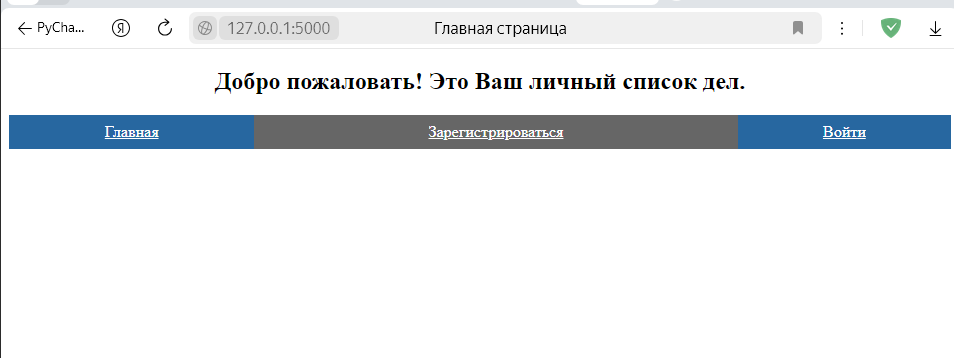 PyCha... Я 127.0.0.1:5000 Главная страница
Добро пожаловать! Это Ваш личный список дел.
Главная Зарегистрироваться Войти